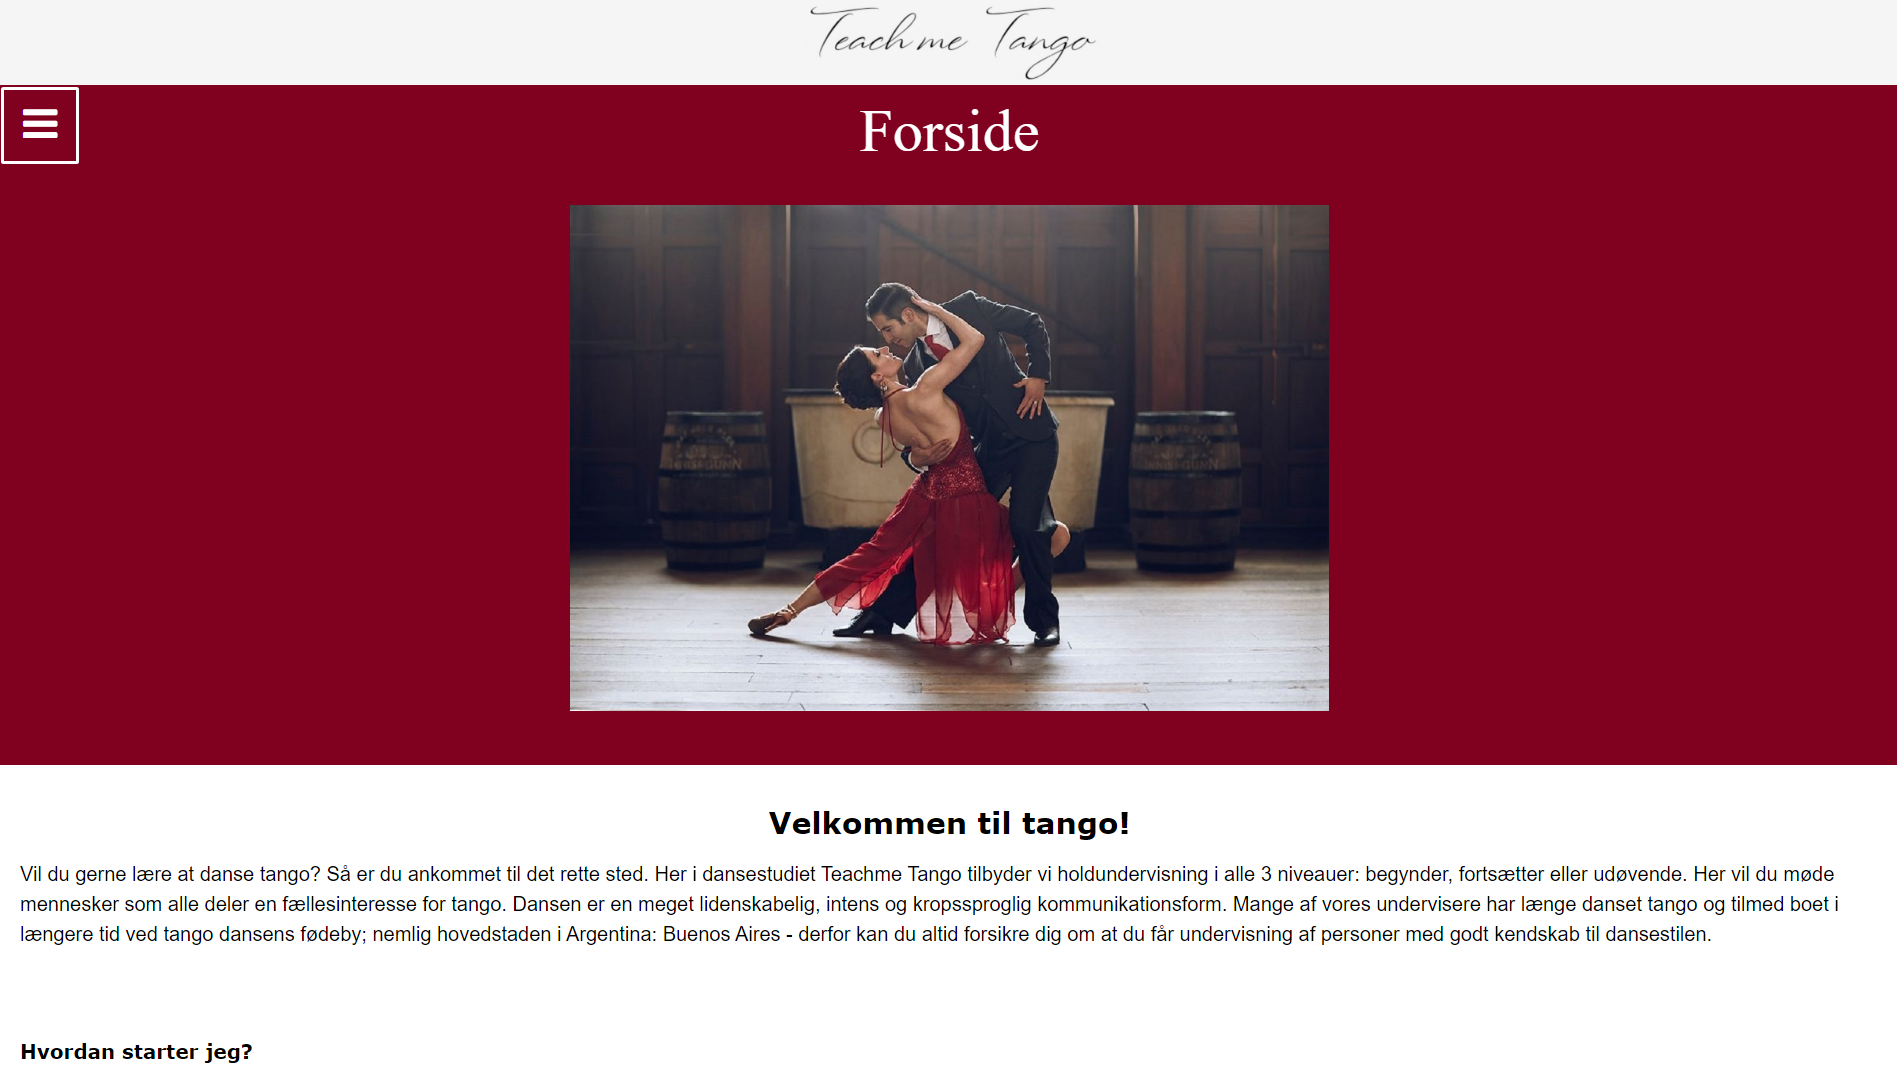 Teach me Tango
Forside
Velkommen til tango!
Vil du gerne lære at danse tango? Så er du ankommet til det rette sted. Her i dansestudiet Teachme Tango tilbyder vi holdundervisning i alle 3 niveauer: begynder, fortsætter eller udøvende. Her vil du møde
mennesker som alle deler en fællesinteresse for tango. Dansen er en meget lidenskabelig, intens og kropssproglig kommunikationsform. Mange af vores undervisere har længe danset tango og tilmed boet i
længere tid ved tango dansens fødeby; nemlig hovedstaden i Argentina: Buenos Aires - derfor kan du altid forsikre dig om at du får undervisning af personer med godt kendskab til dansestilen.
Hvordan starter jeg?